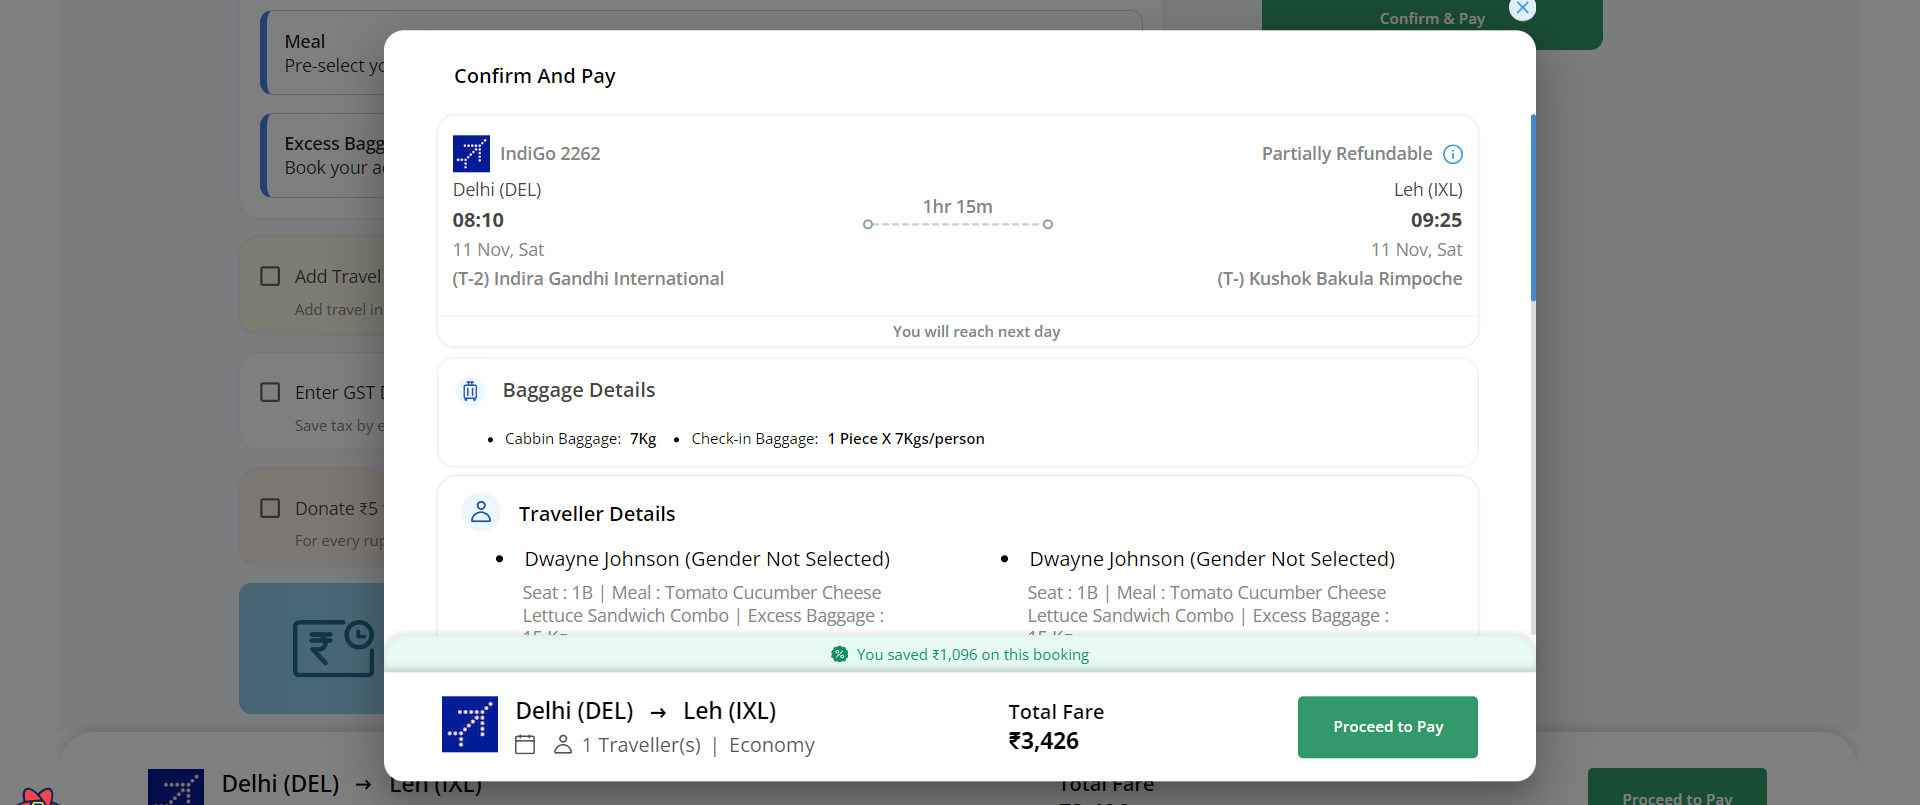 Meal
Pre-select yo
Confirm & Pay
Excess Bagg
Book your a
Add Travel
Add travel in
Enter GST D
Save tax by e
Donate ₹5
For every rup
Confirm And Pay
IndiGo 2262
Partially Refundable
Delhi (DEL)
Leh (IXL)
08:10
1hr 15m
09:25
11 Nov, Sat
11 Nov, Sat
(T-2) Indira Gandhi International
(T-) Kushok Bakula Rimpoche
You will reach next day
Baggage Details
• Cabbin Baggage: 7Kg • Check-in Baggage: 1 Piece X 7Kgs/person
Traveller Details
• Dwayne Johnson (Gender Not Selected)
Seat : 1B | Meal : Tomato Cucumber Cheese
Lettuce Sandwich Combo | Excess Baggage :
15 Kg
• Dwayne Johnson (Gender Not Selected)
Seat : 1B | Meal : Tomato Cucumber Cheese
Lettuce Sandwich Combo | Excess Baggage :
15 Kg
You saved ₹1,096 on this booking
Delhi (DEL) → Leh (IXL)
1 Traveller(s) | Economy
Total Fare
₹3,426
Proceed to Pay
Delhi (DEL) → Leh (IXL)
Total Fare
Proceed to Pay